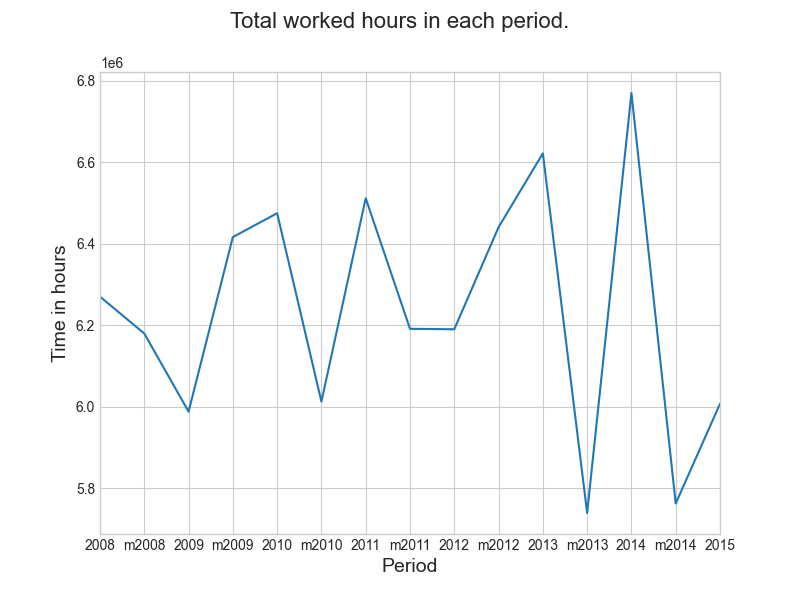 Total worked hours in each period.
1e6
6.8
6.6
6.4
6.2
6.0
5.8
Time in hours
2008 m2008 2009 m2009 2010 m2010 2011 m2011 2012 m2012 2013 m2013 2014 m2014 2015
Period